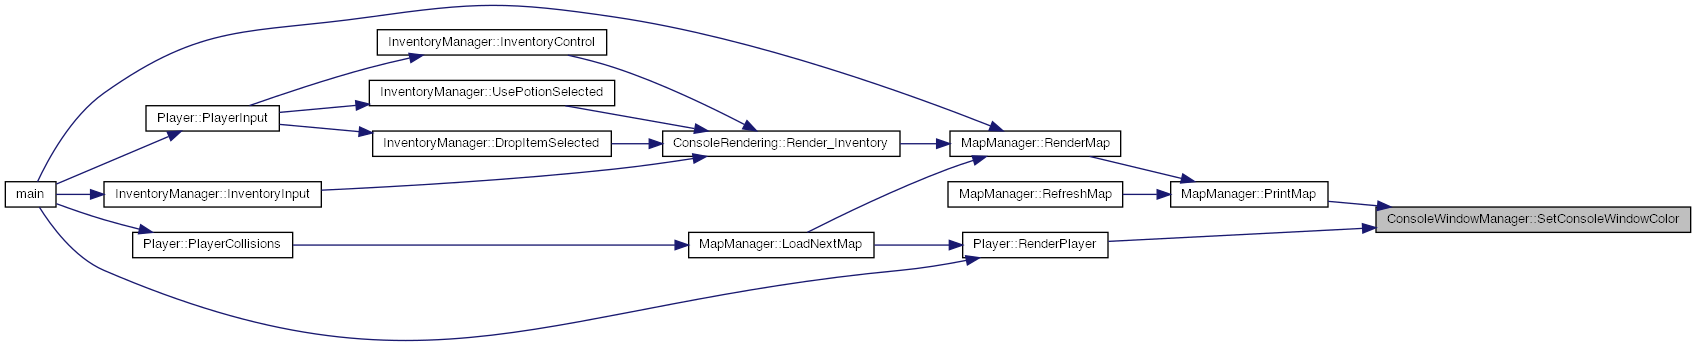 InventoryManager::InventoryControl
InventoryManager::UsePotionSelected
Player::PlayerInput
InventoryManager::DropItemSelected
ConsoleRendering::Render_Inventory
MapManager::RenderMap
main
InventoryManager::InventoryInput
MapManager::RefreshMap
MapManager::PrintMap
ConsoleWindowManager::SetConsoleWindowColor
Player::PlayerCollisions
MapManager::LoadNextMap
Player::RenderPlayer